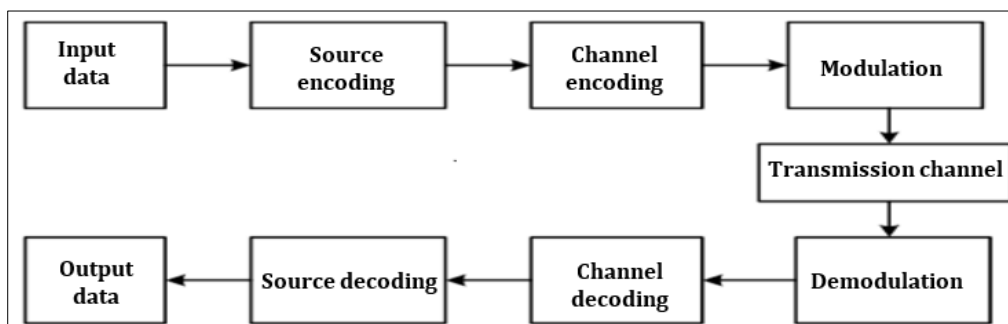 Input
data
Source
encoding
Channel
encoding
Modulation
Transmission channel
Output
data
Source decoding
Channel
decoding
Demodulation